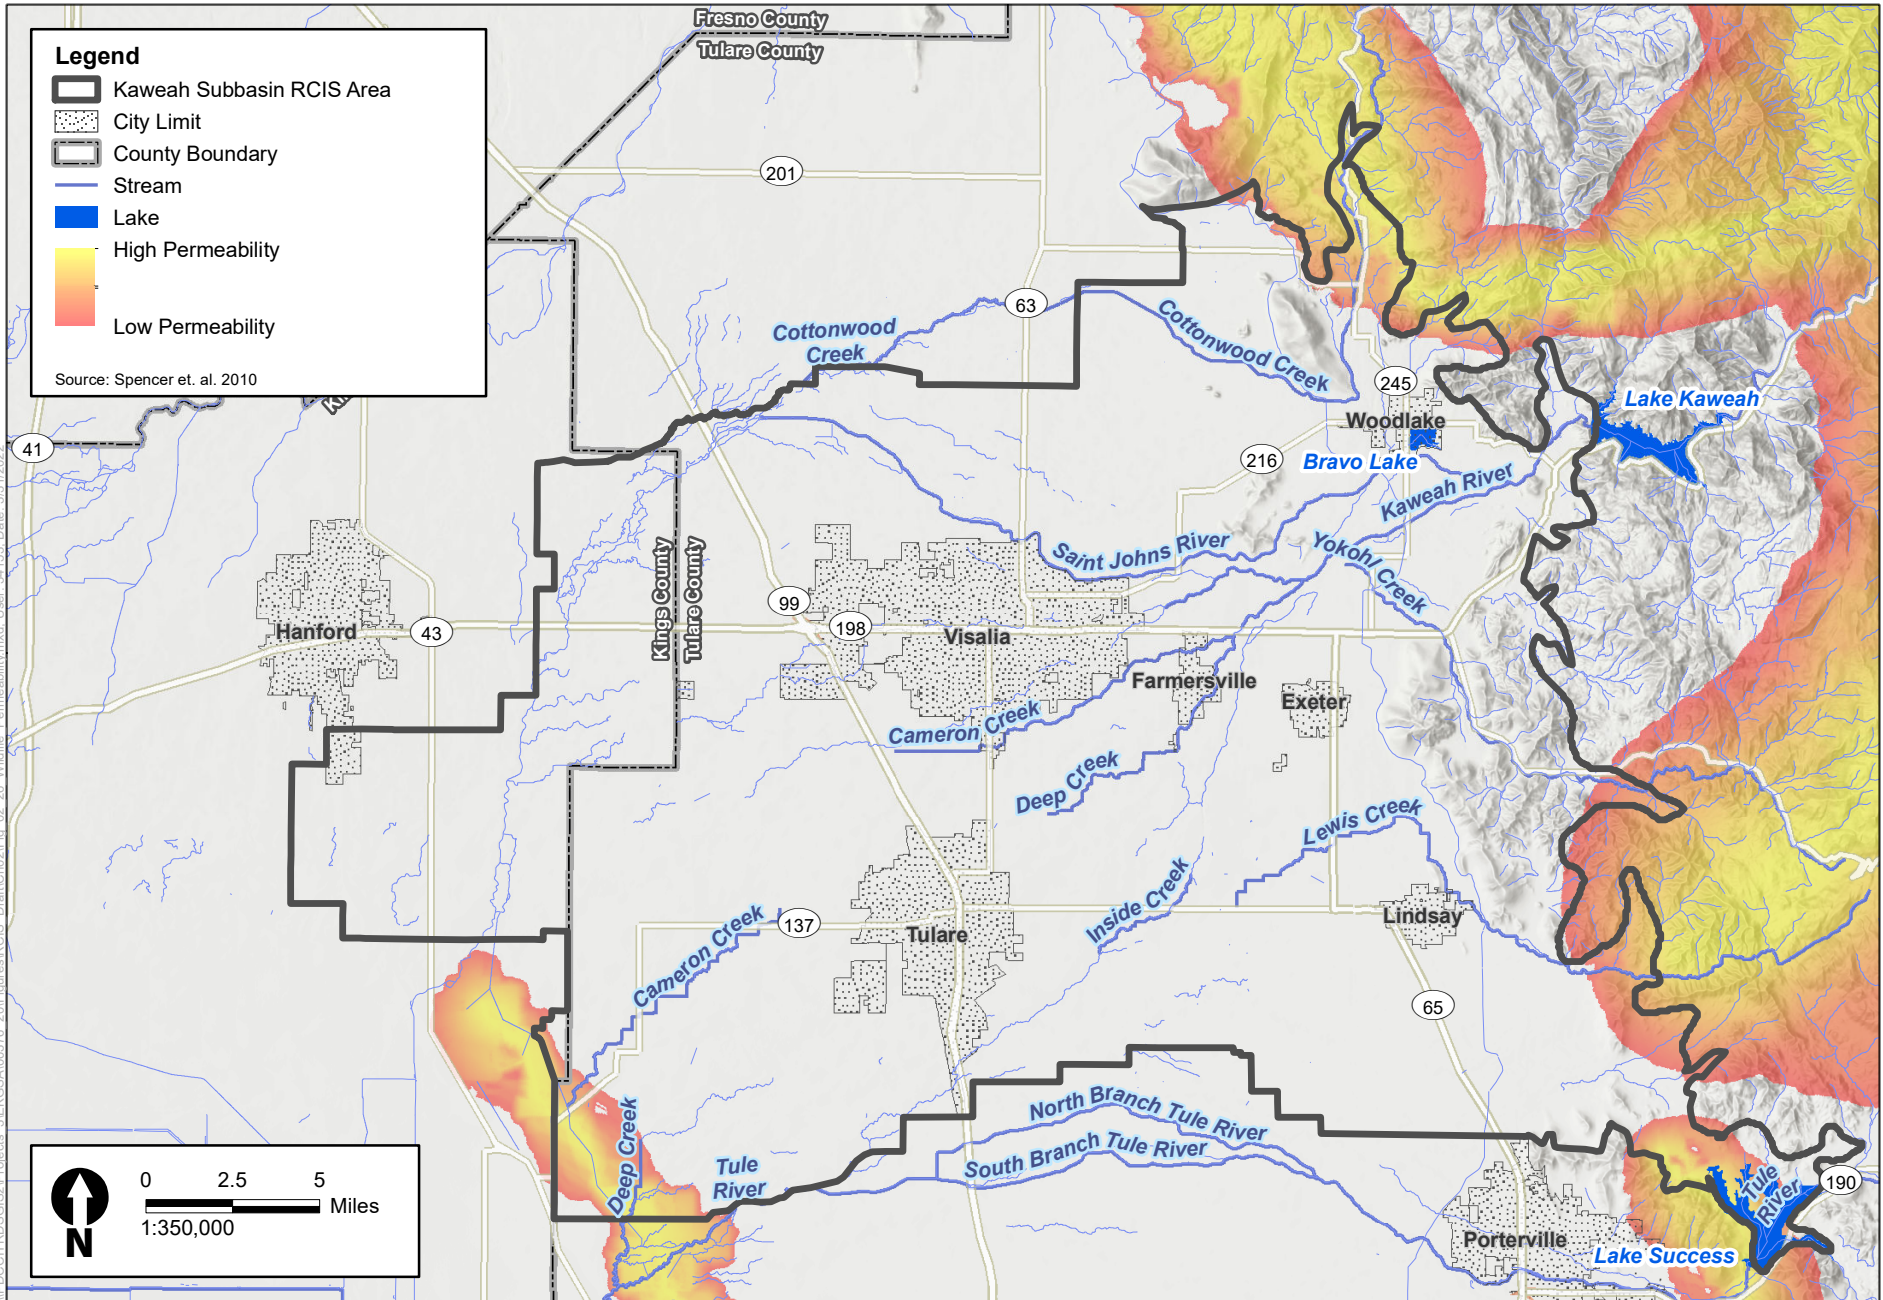 Legend
Kaweah Subbasin RCIS Area
City Limit
County Boundary
Stream
Lake
High Permeability
Low Permeability
Source: Spencer et. al. 2010
Fresno County
Tulare County
201
63
Cottonwood
Creek
Cottonwood Creek
245
Woodlake
Lake Kaweah
Bravo Lake
216
41
Kaweah River
Saint Johns River
Yokohl Creek
Kings County
Tulare County
99
198
Hanford
43
Visalia
Farmersville
Exeter
Cameron Creek
Deep Creek
Lewis Creek
Inside Creek
Lindsay
137
Tulare
Cameron Creek
65
North Branch Tule River
South Branch Tule River
Deep Creek
Tule
River
Tule
River
190
Porterville
Lake Success
0 2.5 5
Miles
1:350,000
N